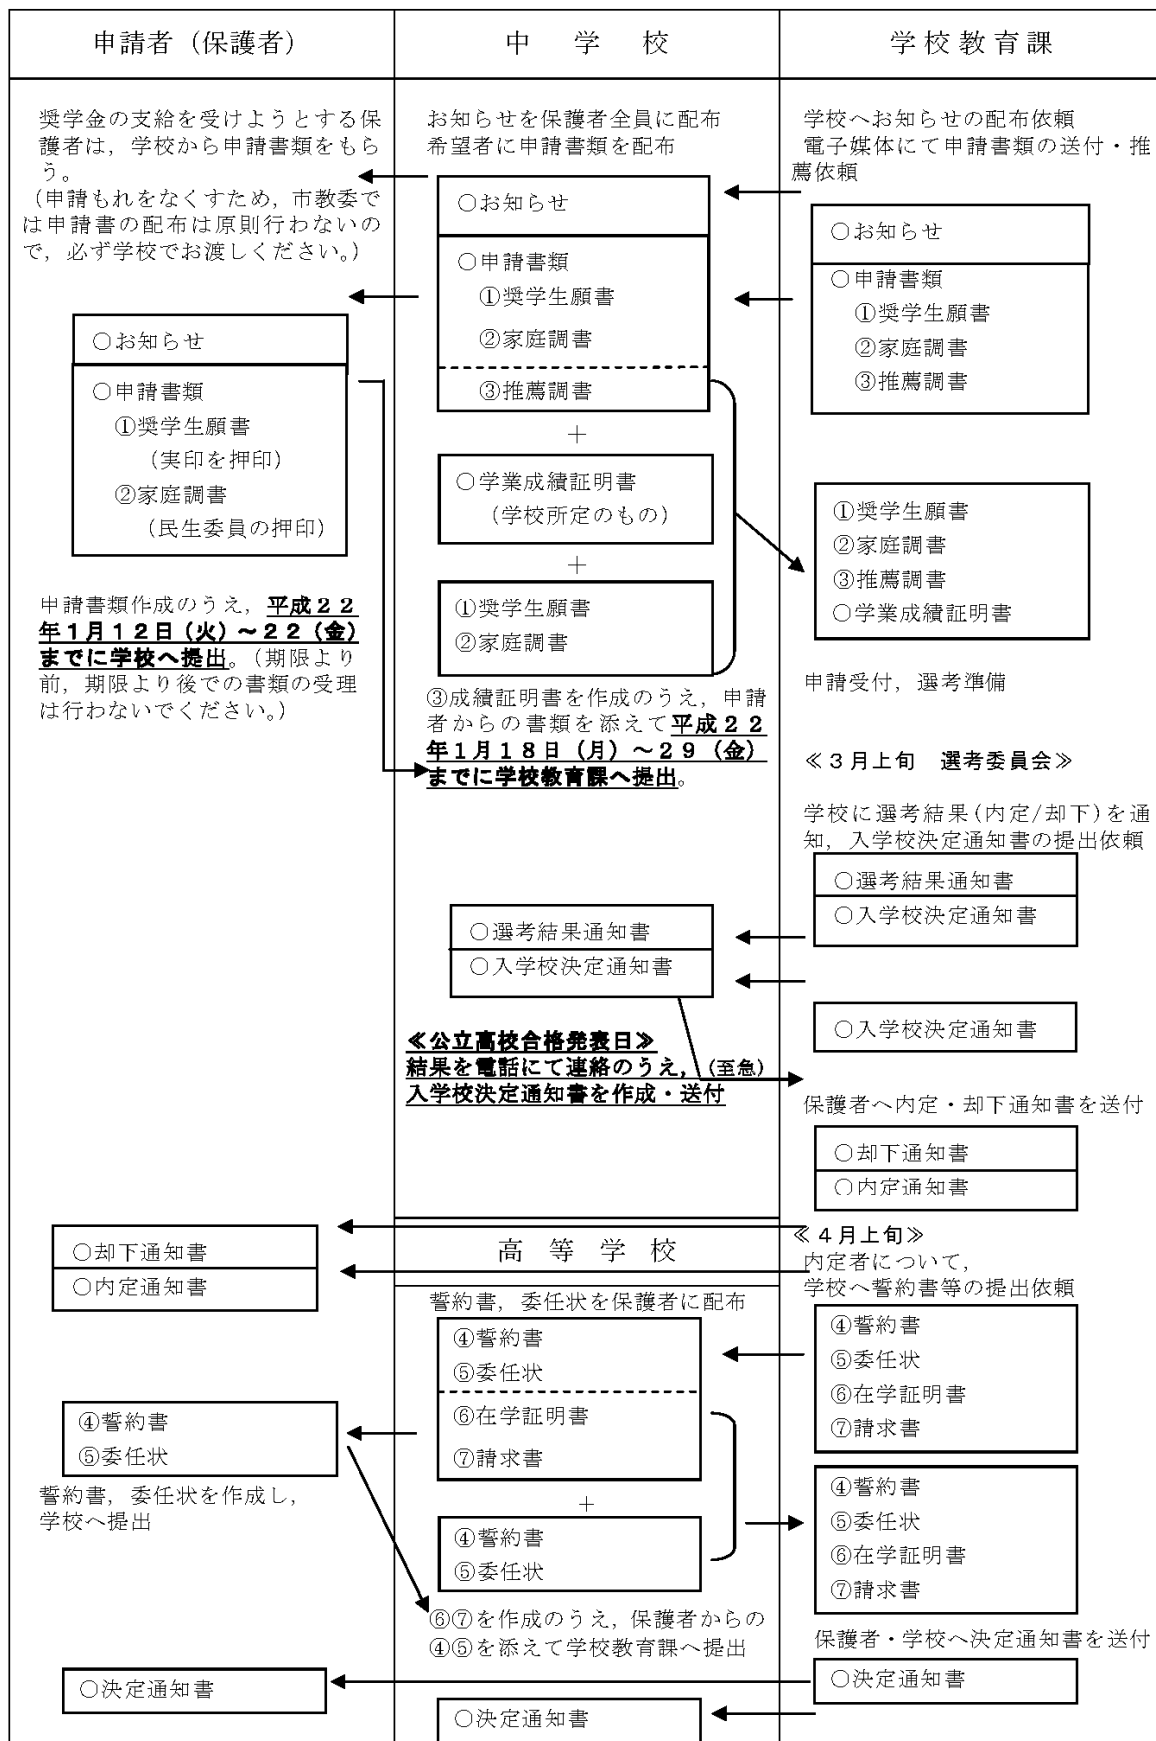 申請者（保護者）
中　学　校
学校教育課
奨学金の支給を受けようとする保
護者は，学校から申請書類をもら
う。
（申請もれをなくすため，市教委で
は申請書の配布は原則行わないの
で，必ず学校でお渡しください。）
○お知らせ
○申請書類
①奨学生願書
（実印を押印）
②家庭調書
（民生委員の押印）
申請書類作成のうえ，平成２２
年１月１２日（火）～２２（金）
までに学校へ提出。（期限より
前，期限より後での書類の受理
は行わないでください。）
お知らせを保護者全員に配布
希望者に申請書類を配布
○お知らせ
○申請書類
①奨学生願書
②家庭調書
③推薦調書
＋
○学業成績証明書
（学校所定のもの）
＋
①奨学生願書
②家庭調書
③成績証明書を作成のうえ，申請
者からの書類を添えて平成２２
年１月１８日（月）～２９（金）
までに学校教育課へ提出。
学校へお知らせの配布依頼
電子媒体にて申請書類の送付・推
薦依頼
○お知らせ
○申請書類
①奨学生願書
②家庭調書
③推薦調書
①奨学生願書
②家庭調書
③推薦調書
○学業成績証明書
申請受付，選考準備
≪３月上旬　選考委員会≫
学校に選考結果(内定/却下)を通
知，入学校決定通知書の提出依頼
○選考結果通知書
○入学校決定通知書
○選考結果通知書
○入学校決定通知書
≪公立高校合格発表日≫
結果を電話にて連絡のうえ，（至急）
入学校決定通知書を作成・送付
○入学校決定通知書
保護者へ内定・却下通知書を送付
○却下通知書
○内定通知書
○却下通知書
○内定通知書
高　等　学　校
≪４月上旬≫
内定者について，
学校へ誓約書等の提出依頼
誓約書，委任状を保護者に配布
④誓約書
⑤委任状
⑥在学証明書
⑦請求書
＋
④誓約書
⑤委任状
⑥⑦を作成のうえ，保護者からの
④⑤を添えて学校教育課へ提出
④誓約書
⑤委任状
誓約書，委任状を作成し，
学校へ提出
④誓約書
⑤委任状
⑥在学証明書
⑦請求書
④誓約書
⑤委任状
⑥在学証明書
⑦請求書
保護者・学校へ決定通知書を送付
○決定通知書
○決定通知書
○決定通知書